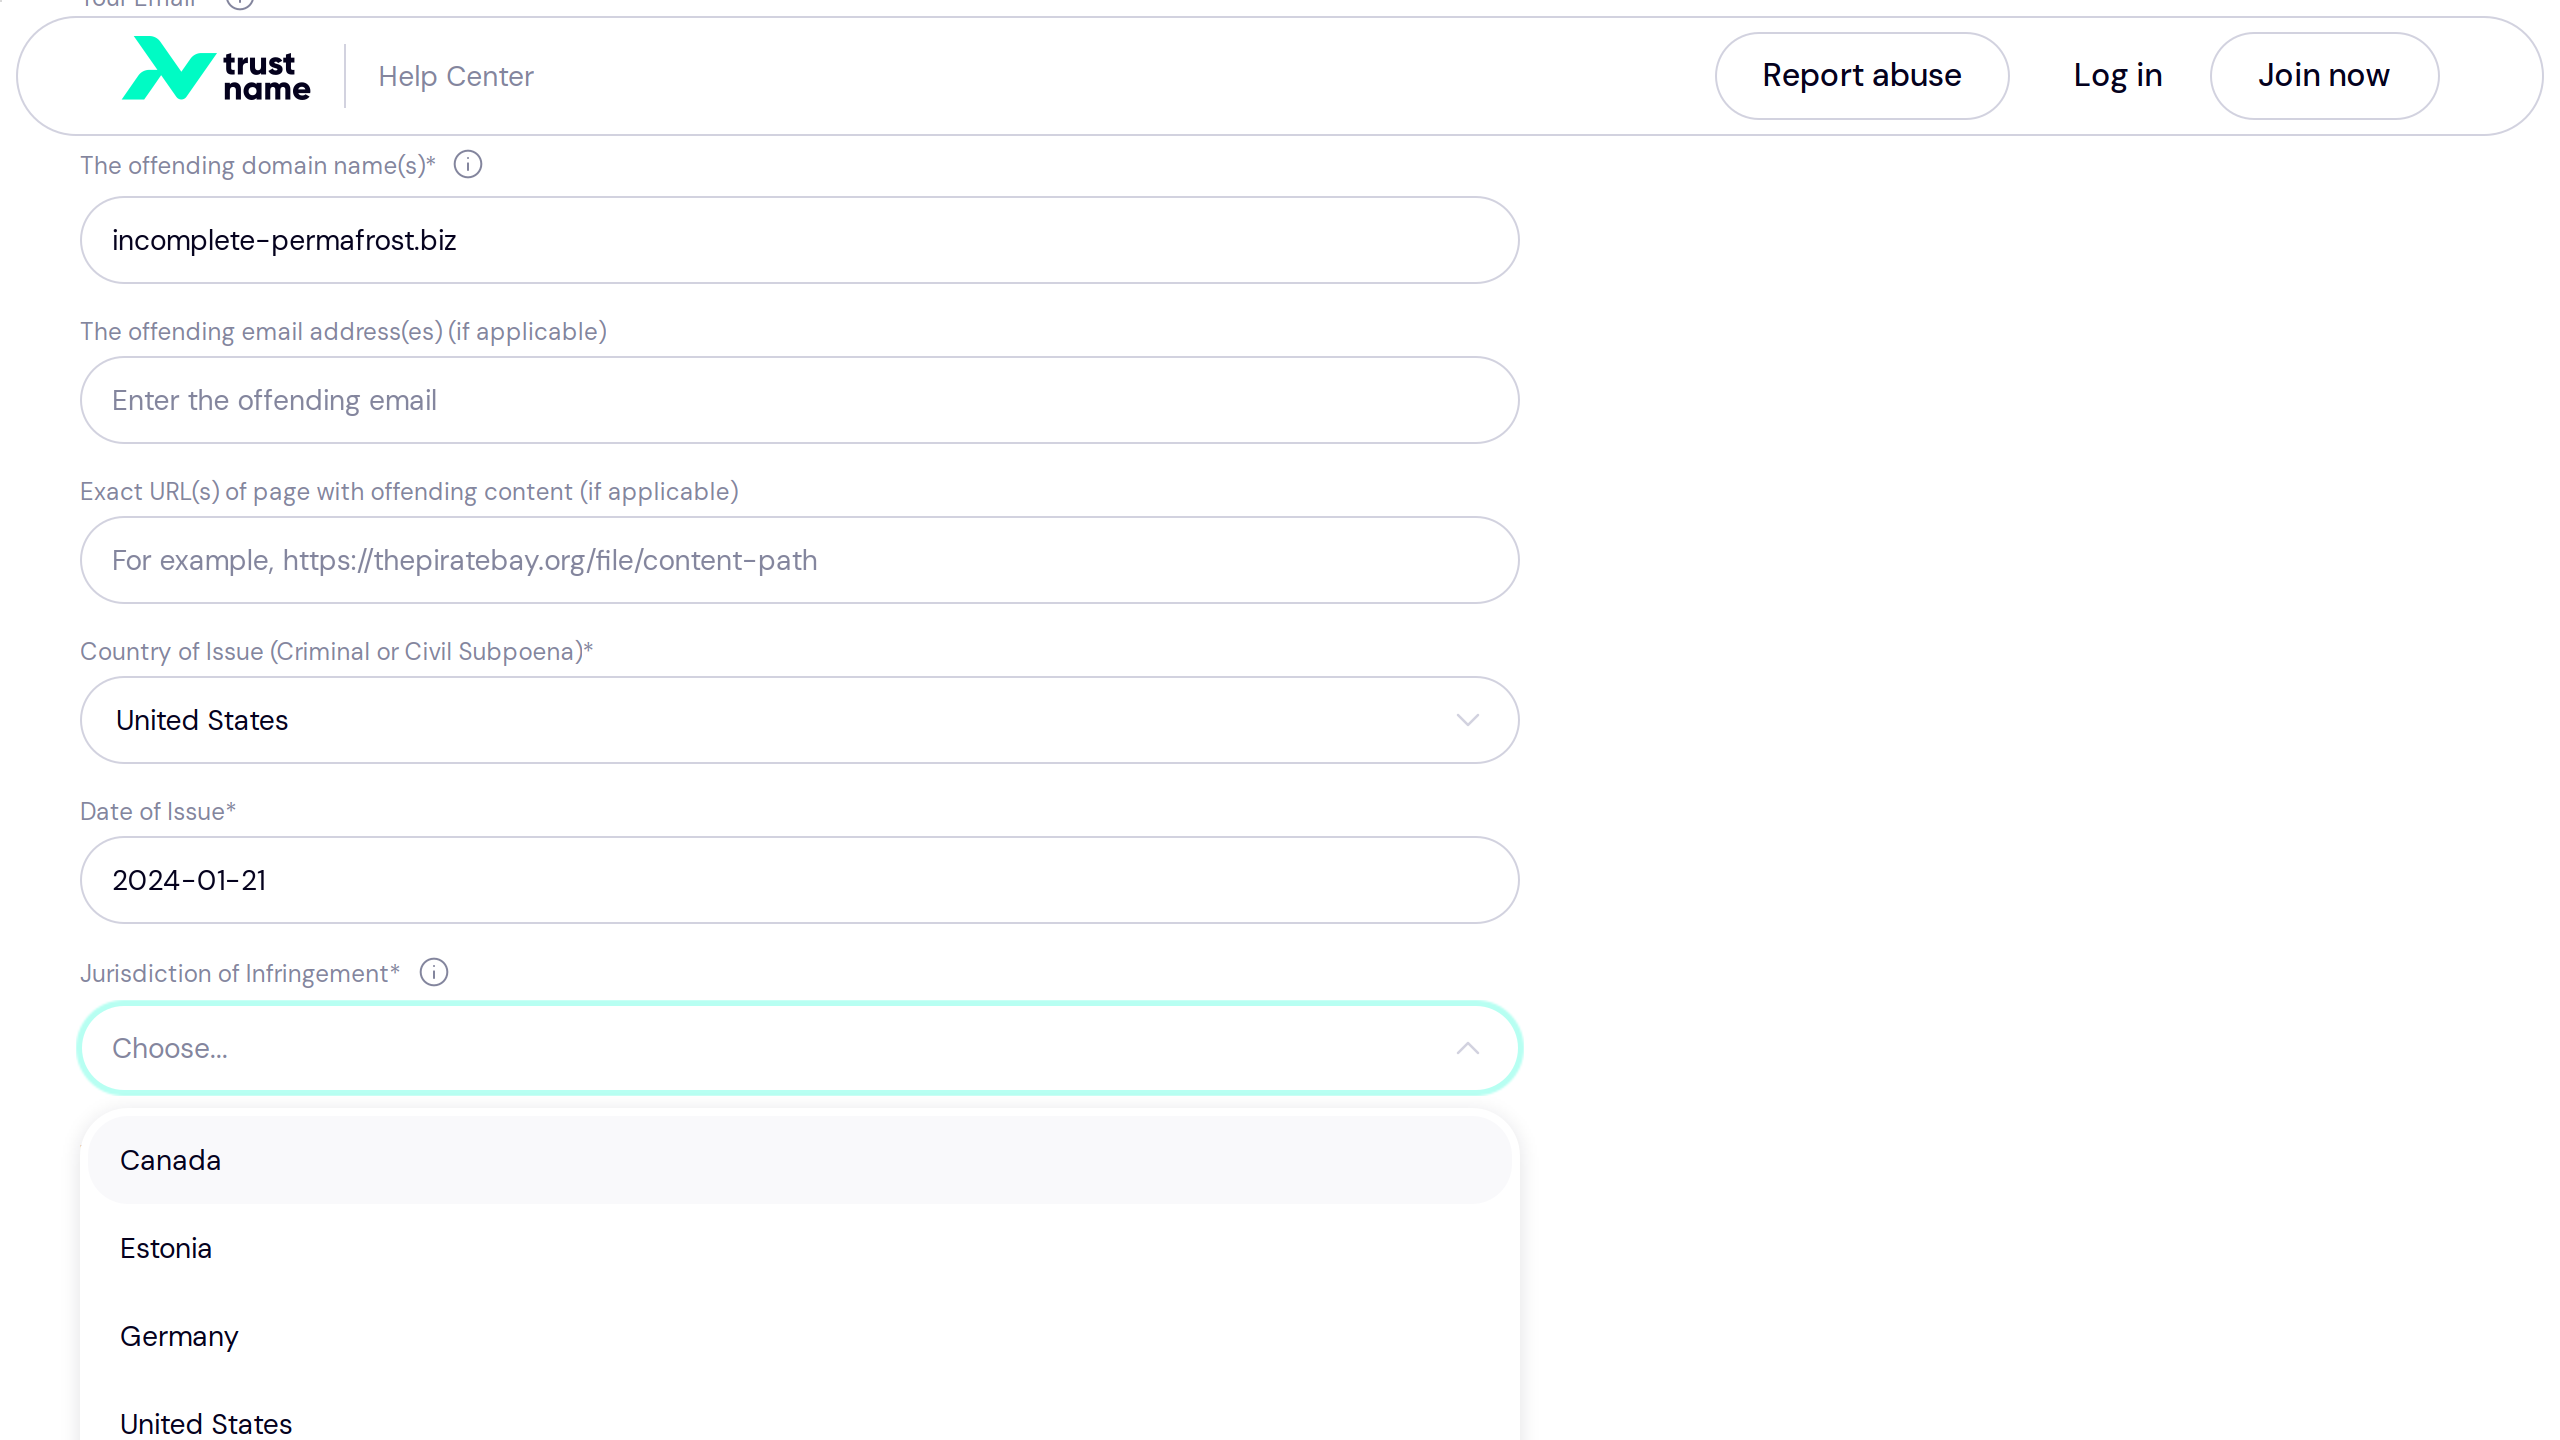 Your Email
trust
name
Help Center
Report abuse
Log in
Join now
The offending domain name(s)*
incomplete-permafrost.biz
The offending email address(es) (if applicable)
Enter the offending email
Exact URL(s) of page with offending content (if applicable)
For example, https://thepiratebay.org/file/content-path
Country of Issue (Criminal or Civil Subpoena)*
United States
Date of Issue*
2024-01-21
Jurisdiction of Infringement*
Choose...
Canada
Estonia
Germany
United States